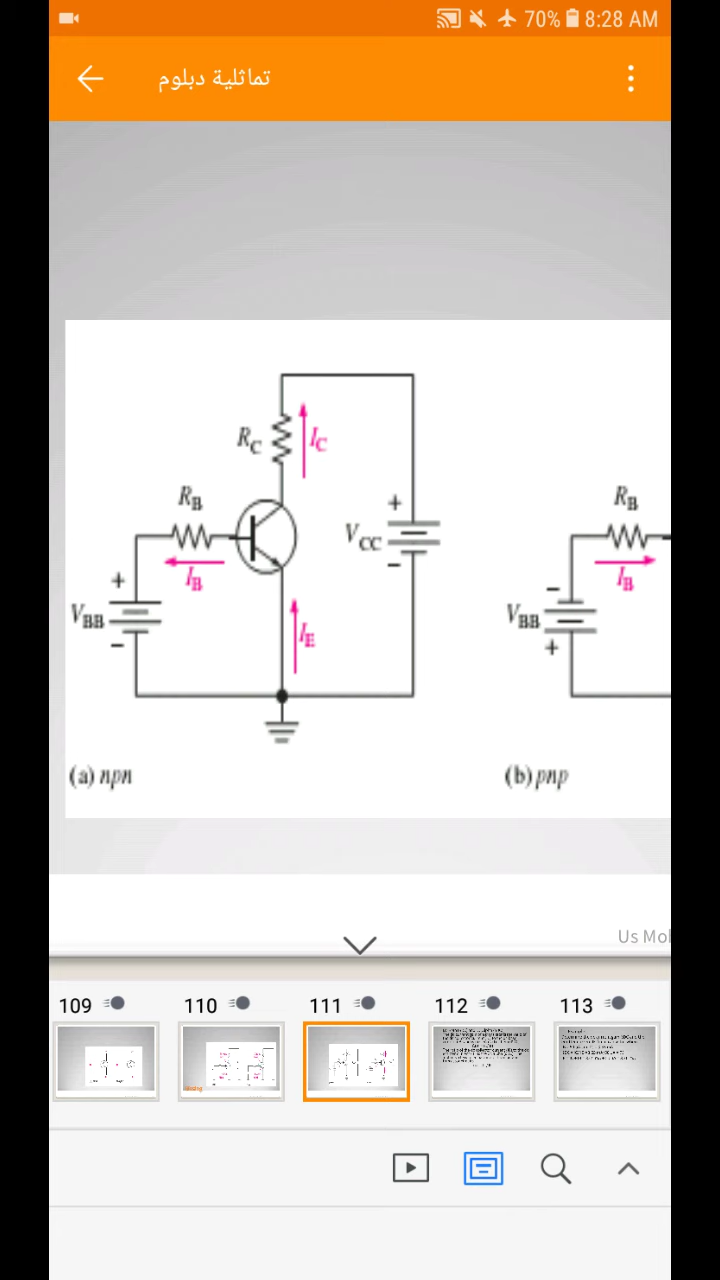 70% 8:28 AM
تماثلية دبلوم
RC IC
RB
IB
VBB
+
−
VCC
+
−
IE
(a) npn
RB
IB
VBB
−
+
(b) pnp
Us Mol
109 110 111 112 113